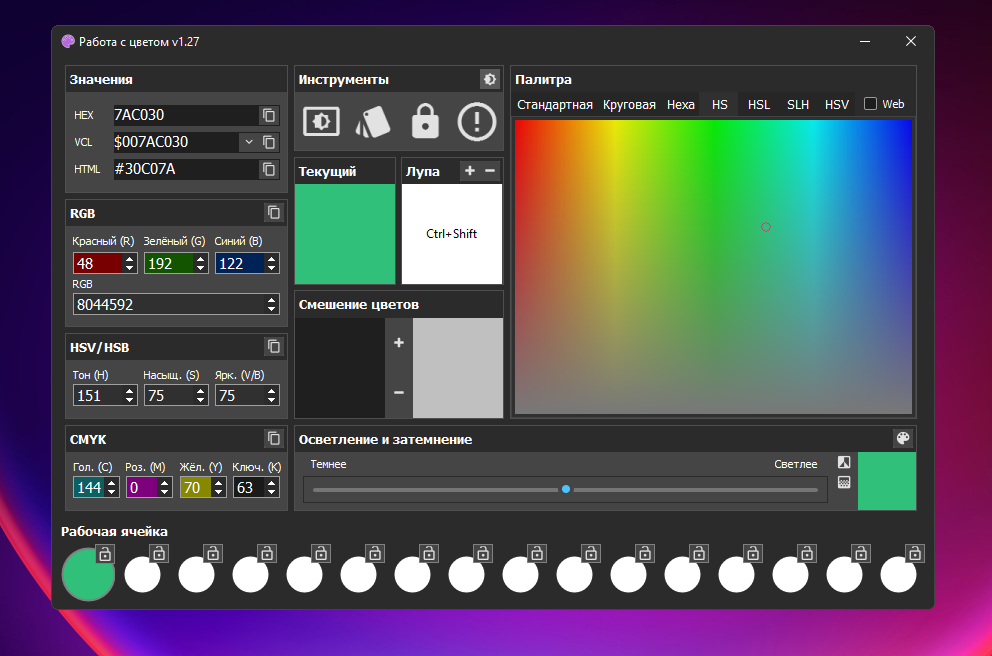 Работа с цветом v1.27
Значения
HEX 7AC030
VCL $007AC030
HTML #30C07A
RGB
Красный (R) Зелёный (G) Синий (B)
48 192 122
RGB
8044592
HSV/HSB
Тон (H) Насыщ. (S) Ярк. (V/B)
151 75 75
CMYK
Гол. (C) Роз. (M) Жёл. (Y) Ключ. (K)
144 0 70 63
Инструменты
Текущий
Лупа
Ctrl+Shift
Смешение цветов
Палитра
Стандартная Круговая Hexa HS HSL SLH HSV Web
Осветление и затемнение
Темнее Светлее
Рабочая ячейка